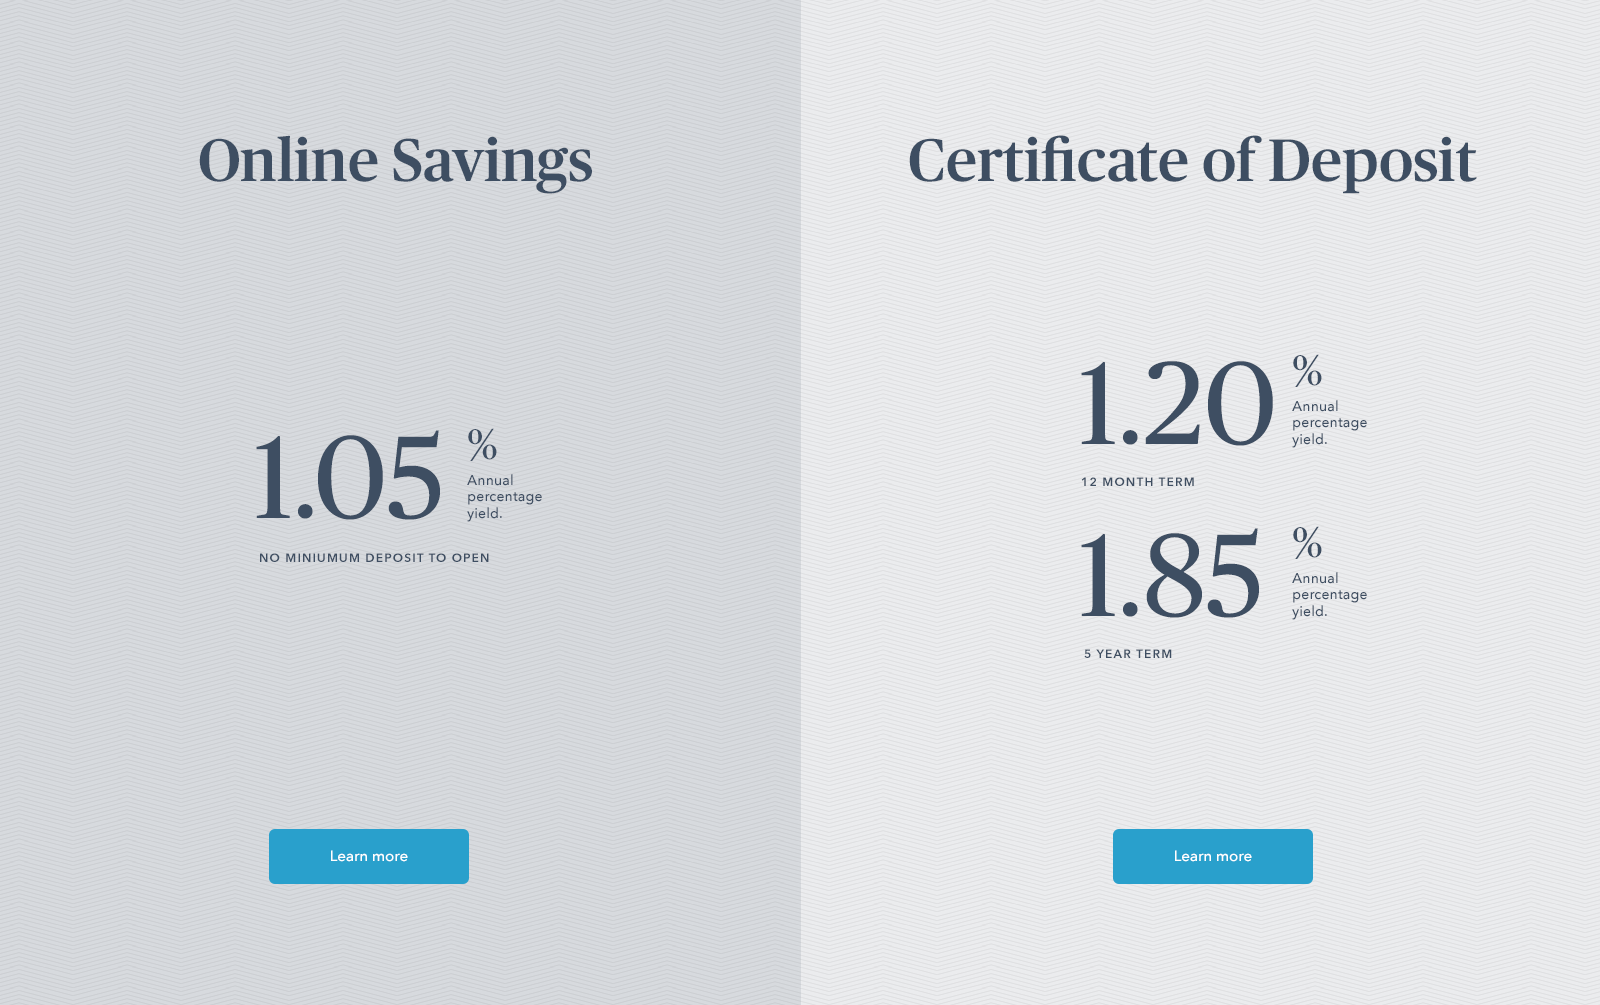 Online Savings
1.05 %
Annual
percentage
yield.
NO MINIUMUM DEPOSIT TO OPEN
Learn more
Certificate of Deposit
1.20 %
Annual
percentage
yield.
12 MONTH TERM
1.85 %
Annual
percentage
yield.
5 YEAR TERM
Learn more